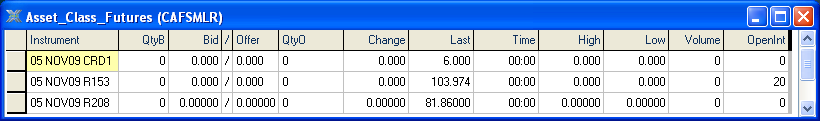 Asset_Class_Futures (CAFSMLR)
Instrument QtyB Bid / Offer QtyO Change Last Time High Low Volume OpenInt
05 NOV09 CRD1 0 0.000 / 0.000 0 0.000 6.000 00:00 0.000 0.000 0 0
05 NOV09 R153 0 0.000 / 0.000 0 0.000 103.974 00:00 0.000 0.000 0 20
05 NOV09 R208 0 0.00000 / 0.00000 0 0.00000 81.86000 00:00 0.00000 0.00000 0 0